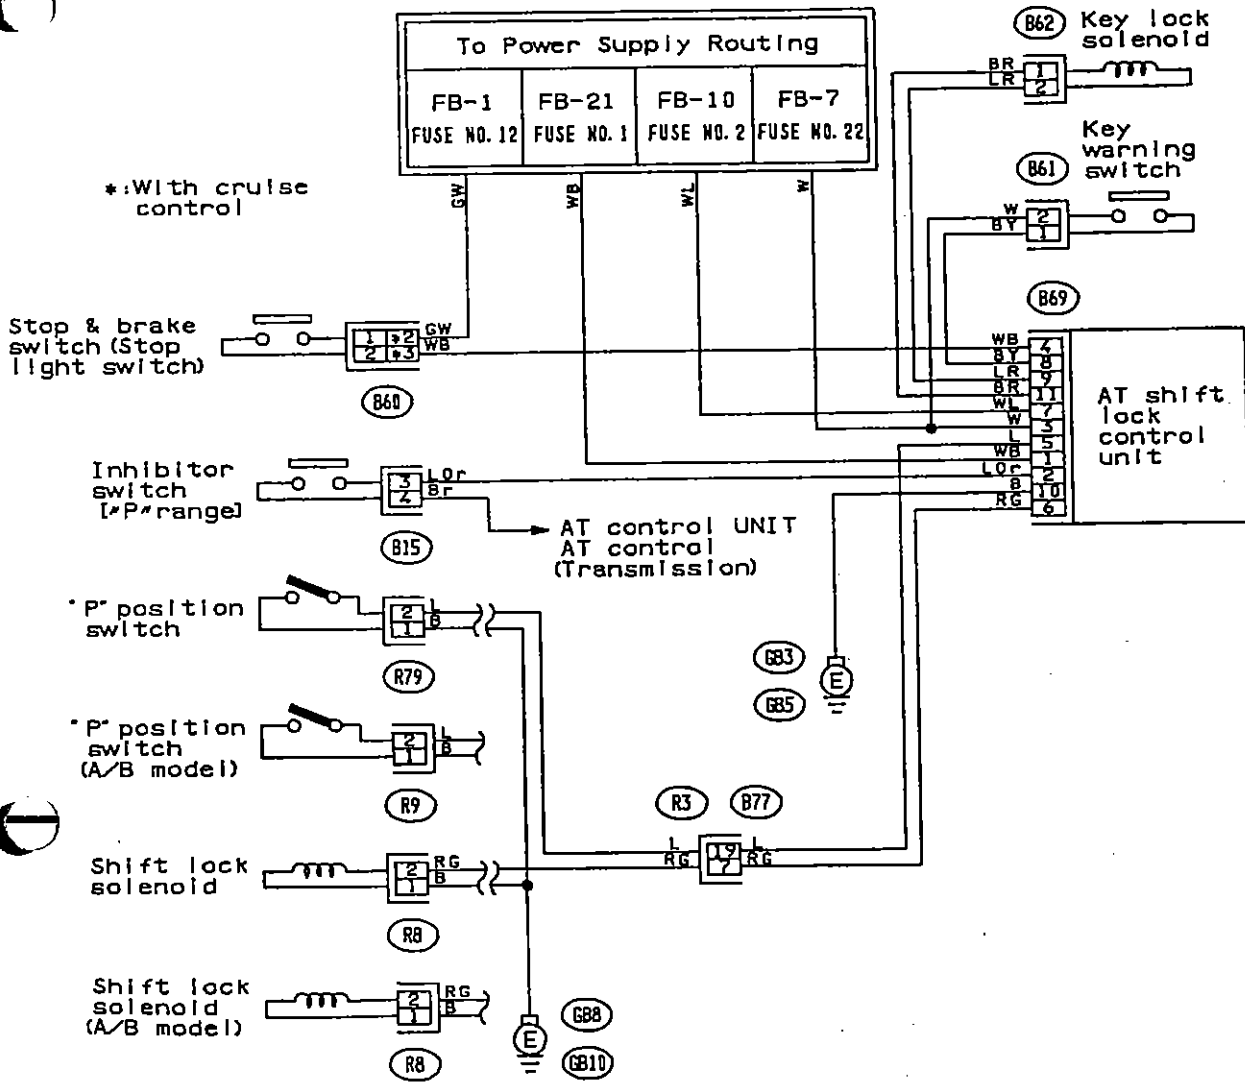 To Power Supply Routing
FB-1 FB-21 FB-10 FB-7
FUSE NO. 12 FUSE NO. 1 FUSE NO. 2 FUSE NO. 22
GW WB WL W
*:With cruise
control
B62 Key lock
solenoid
BR 1
LR 2
Key
warning
switch
B61
W 2
BY 1
B69
Stop & brake
switch (Stop
light switch)
1 *2 GW
2 *3 WB
B60
WB 4
BY 8
LR 9
BR 11
WL 7
W 3
L 5
WB 1
LOr 2
B 10
RG 6
AT shift
lock
control
unit
Inhibitor
switch
["P" range]
3 LOr
4 Br
B15
AT control UNIT
AT control
(Transmission)
"P" position
switch
2 L
1 B
R79
GB3
E
GB5
"P" position
switch
(A/B model)
2 L
1 B
R9
R3 B77
L 19 L
RG 7 RG
Shift lock
solenoid
2 RG
1 B
R8
Shift lock
solenoid
(A/B model)
2 RG
1 B
R8
GB8
E
GB10